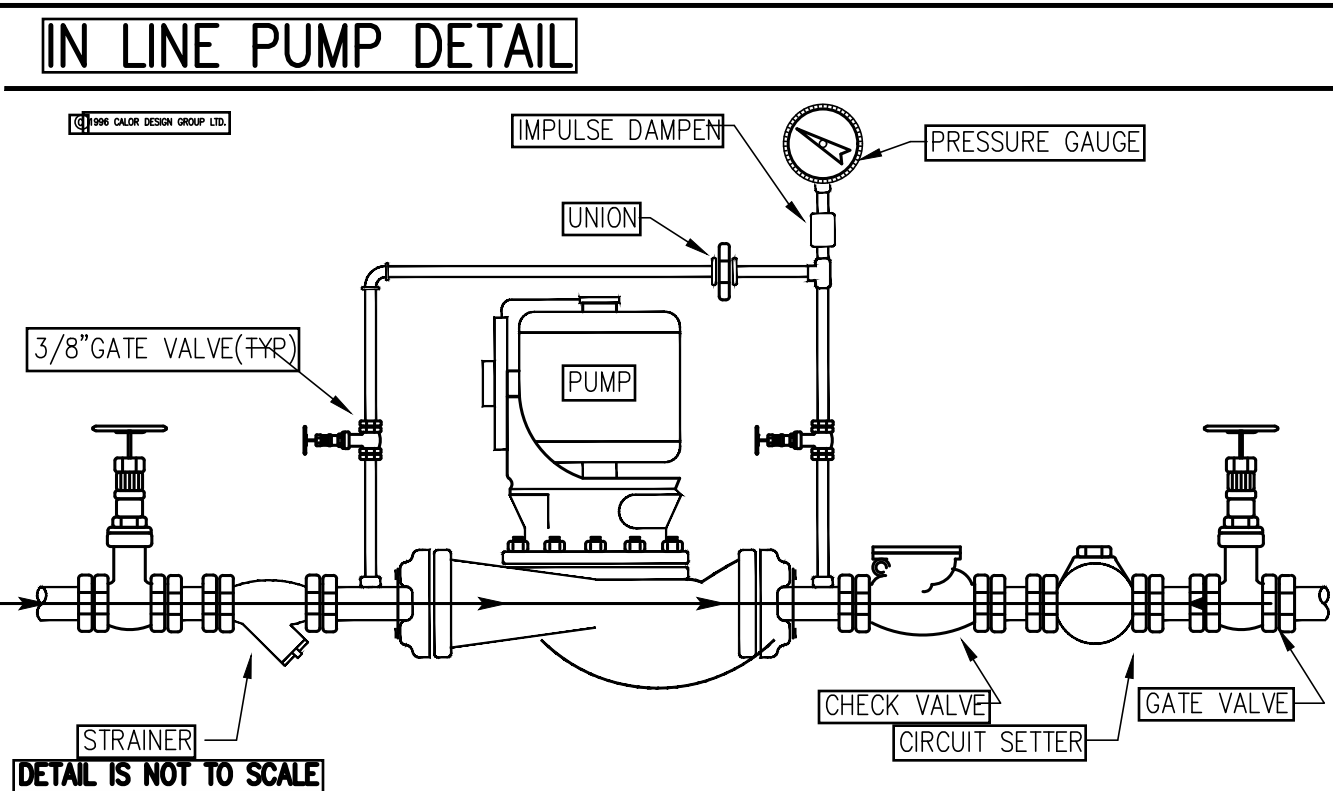 IN LINE PUMP DETAIL
© 1996 CALOR DESIGN GROUP LTD.
IMPULSE DAMPEN
PRESSURE GAUGE
UNION
3/8"GATE VALVE(TYP)
PUMP
CHECK VALVE
GATE VALVE
STRAINER
CIRCUIT SETTER
DETAIL IS NOT TO SCALE